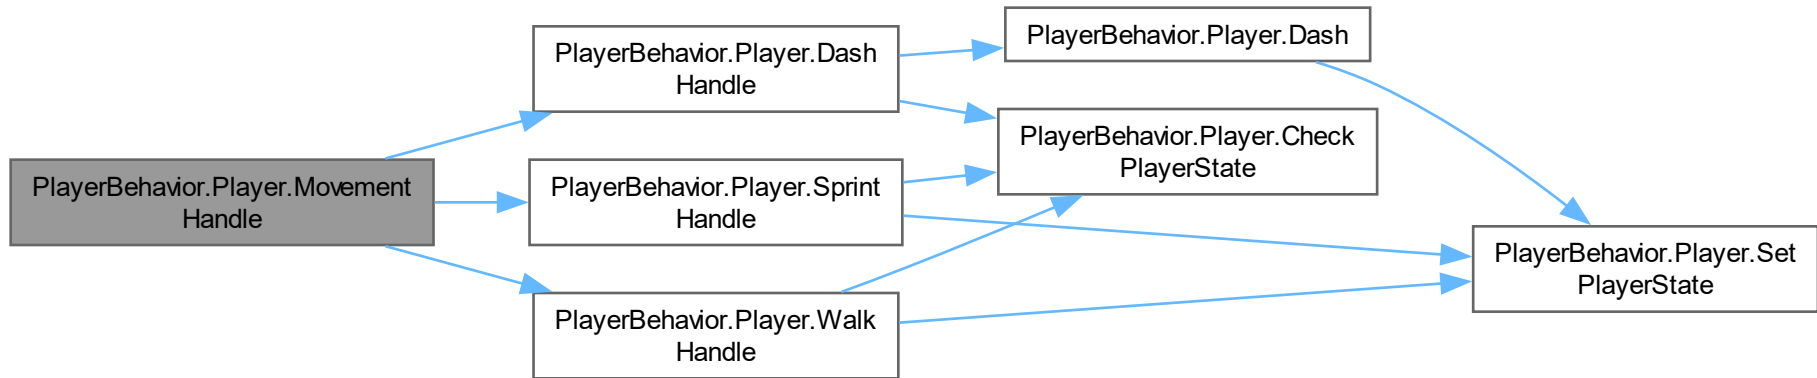 PlayerBehavior.Player.Movement
Handle
PlayerBehavior.Player.Dash
Handle
PlayerBehavior.Player.Sprint
Handle
PlayerBehavior.Player.Walk
Handle
PlayerBehavior.Player.Dash
PlayerBehavior.Player.Check
PlayerState
PlayerBehavior.Player.Set
PlayerState